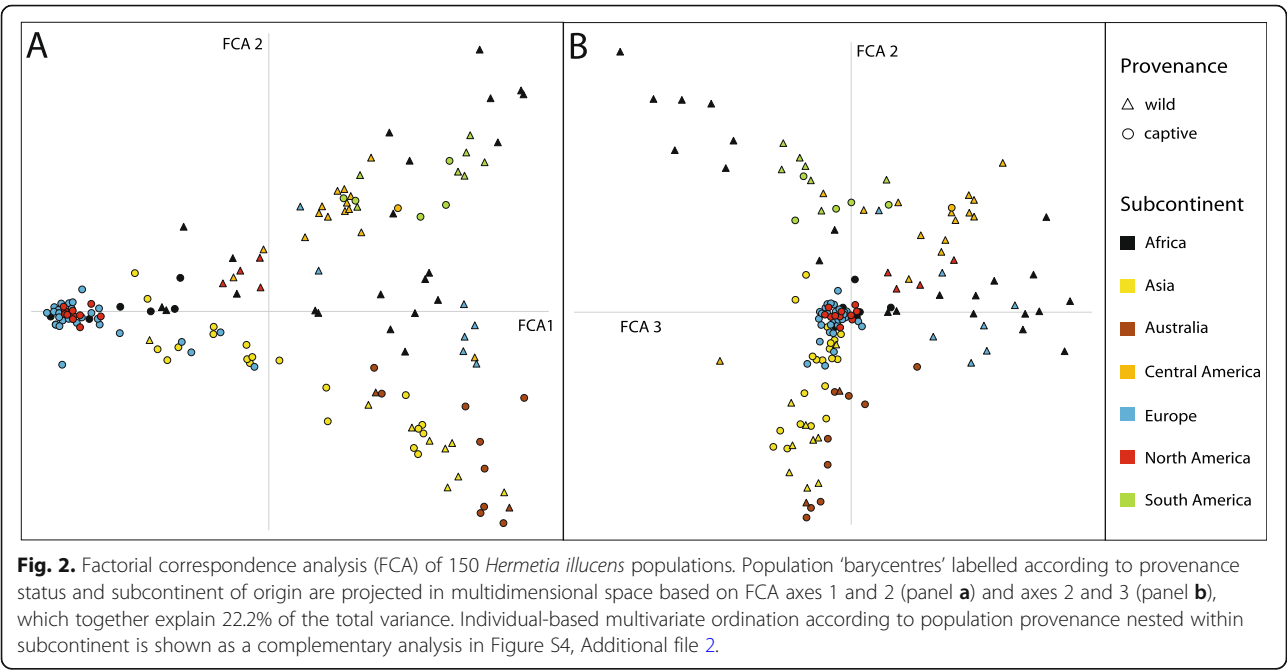 A
FCA 2
FCA1
B
FCA 2
FCA 3
Provenance
wild
captive
Subcontinent
Africa
Asia
Australia
Central America
Europe
North America
South America
Fig. 2. Factorial correspondence analysis (FCA) of 150 Hermetia illucens populations. Population ‘barycentres’ labelled according to provenance
status and subcontinent of origin are projected in multidimensional space based on FCA axes 1 and 2 (panel a) and axes 2 and 3 (panel b),
which together explain 22.2% of the total variance. Individual-based multivariate ordination according to population provenance nested within
subcontinent is shown as a complementary analysis in Figure S4, Additional file 2.